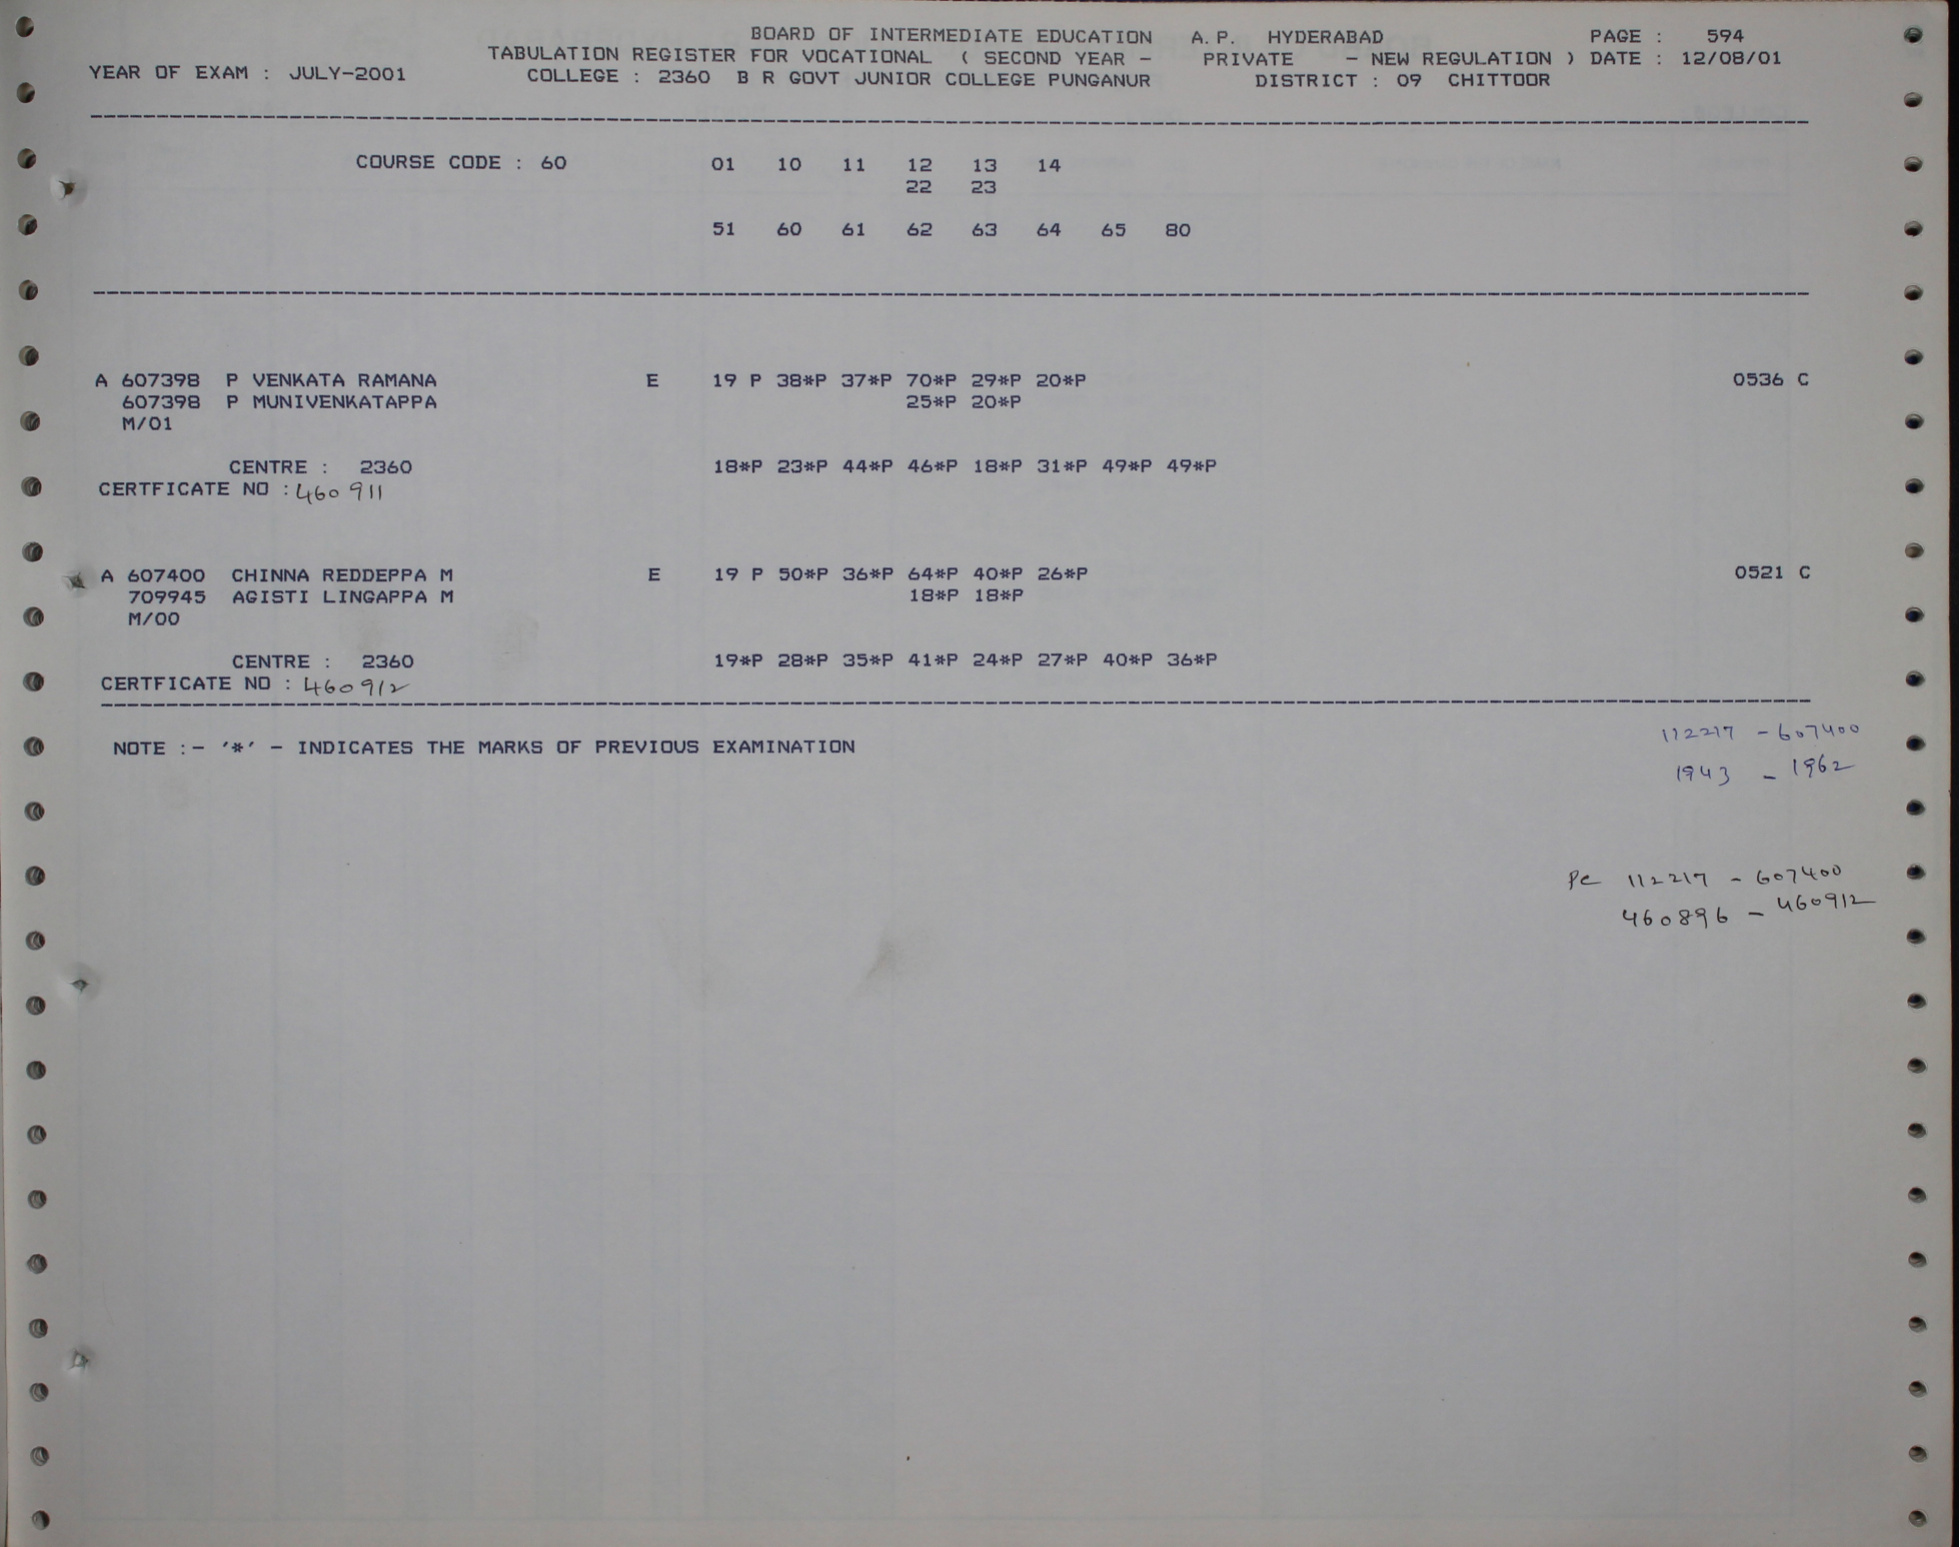 BOARD OF INTERMEDIATE EDUCATION A.P. HYDERABAD PAGE : 594
TABULATION REGISTER FOR VOCATIONAL ( SECOND YEAR - PRIVATE - NEW REGULATION ) DATE : 12/08/01
YEAR OF EXAM : JULY-2001 COLLEGE : 2360 B R GOVT JUNIOR COLLEGE PUNGANUR DISTRICT : 09 CHITTOOR
COURSE CODE : 60 01 10 11 12 13 14
22 23
51 60 61 62 63 64 65 80
A 607398 P VENKATA RAMANA E 19 P 38*P 37*P 70*P 29*P 20*P 0536 C
607398 P MUNIVENKATAPPA 25*P 20*P
M/01
CENTRE : 2360 18*P 23*P 44*P 46*P 18*P 31*P 49*P 49*P
CERTFICATE NO : 460911
A 607400 CHINNA REDDEPPA M E 19 P 50*P 36*P 64*P 40*P 26*P 0521 C
709945 AGISTI LINGAPPA M 18*P 18*P
M/00
CENTRE : 2360 19*P 28*P 35*P 41*P 24*P 27*P 40*P 36*P
CERTFICATE NO : 460912
NOTE :- '*' - INDICATES THE MARKS OF PREVIOUS EXAMINATION
112217 - 607400
1943 - 1962
Pc 112217 - 607400
460896 - 460912